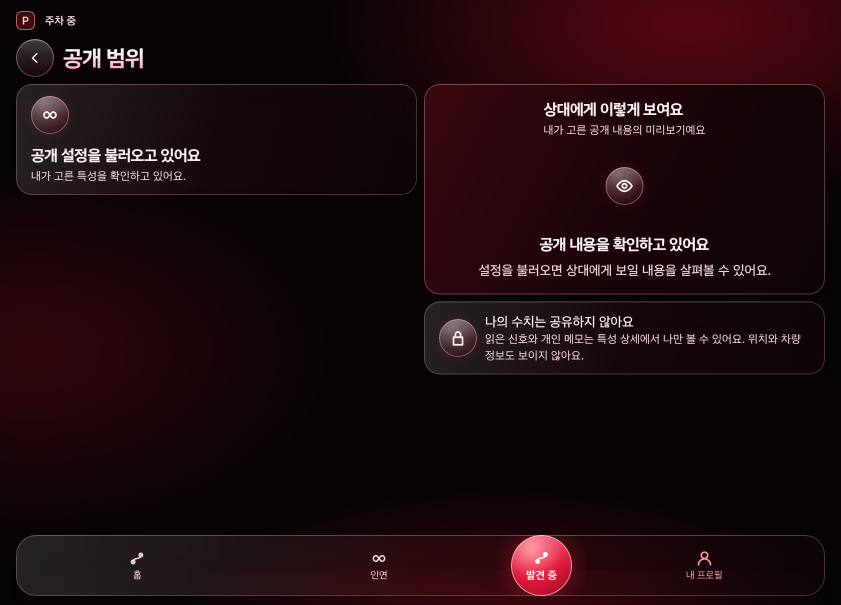 P 주차 중
공개 범위
공개 설정을 불러오고 있어요
내가 고른 특성을 확인하고 있어요.
상대에게 이렇게 보여요
내가 고른 공개 내용의 미리보기예요
공개 내용을 확인하고 있어요
설정을 불러오면 상대에게 보일 내용을 살펴볼 수 있어요.
나의 수치는 공유하지 않아요
읽은 신호와 개인 메모는 특성 상세에서 나만 볼 수 있어요. 위치와 차량
정보도 보이지 않아요.
홈
인연
발견 중
내 프로필